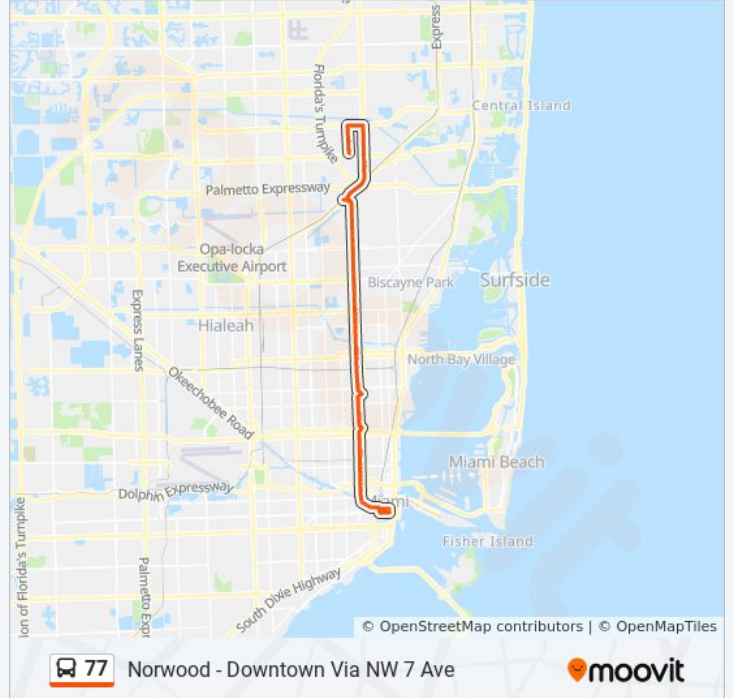 Express
Central Island
Florida's Turnpike
Palmetto Expressway
Opa-locka
Executive Airport
Biscayne Park
Surfside
Express Lanes
Hialeah
North Bay Village
Okeechobee Road
Miami Beach
Dolphin Expressway
Miami
Fisher Island
ion of Florida's Turnpike
Palmetto Expr
South Dixie Highway
© OpenStreetMap contributors | © OpenMapTiles
77 Norwood - Downtown Via NW 7 Ave
moovit